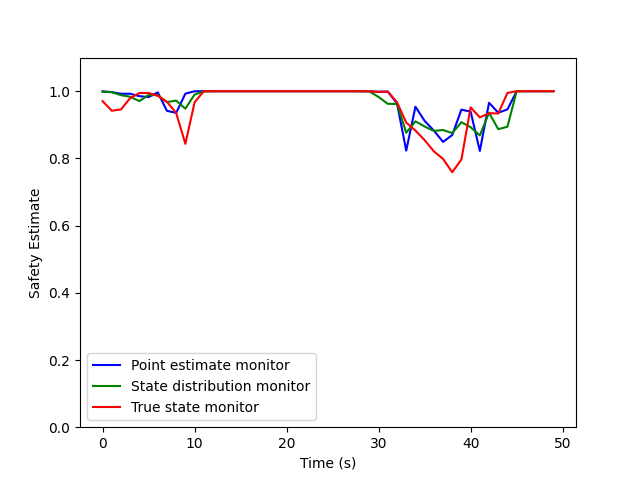 1.0
0.8
0.6
0.4
0.2
0.0
Safety Estimate
Point estimate monitor
State distribution monitor
True state monitor
0 10 20 30 40 50
Time (s)